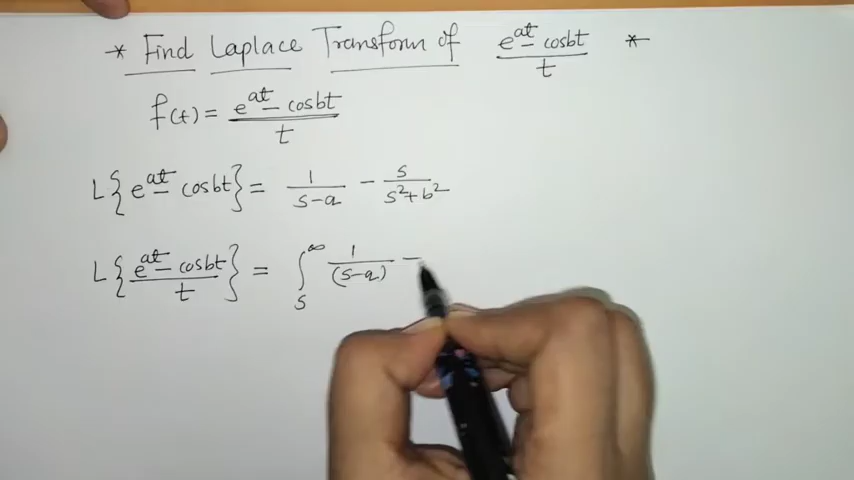 * Find Laplace Transform of (e^at - cosbt)/t *
f(t) = (e^at - cosbt)/t
L{e^at - cosbt} = 1/(s-a) - s/(s²+b²)
L{(e^at - cosbt)/t} = ∫_s^∞ 1/(s-a) -